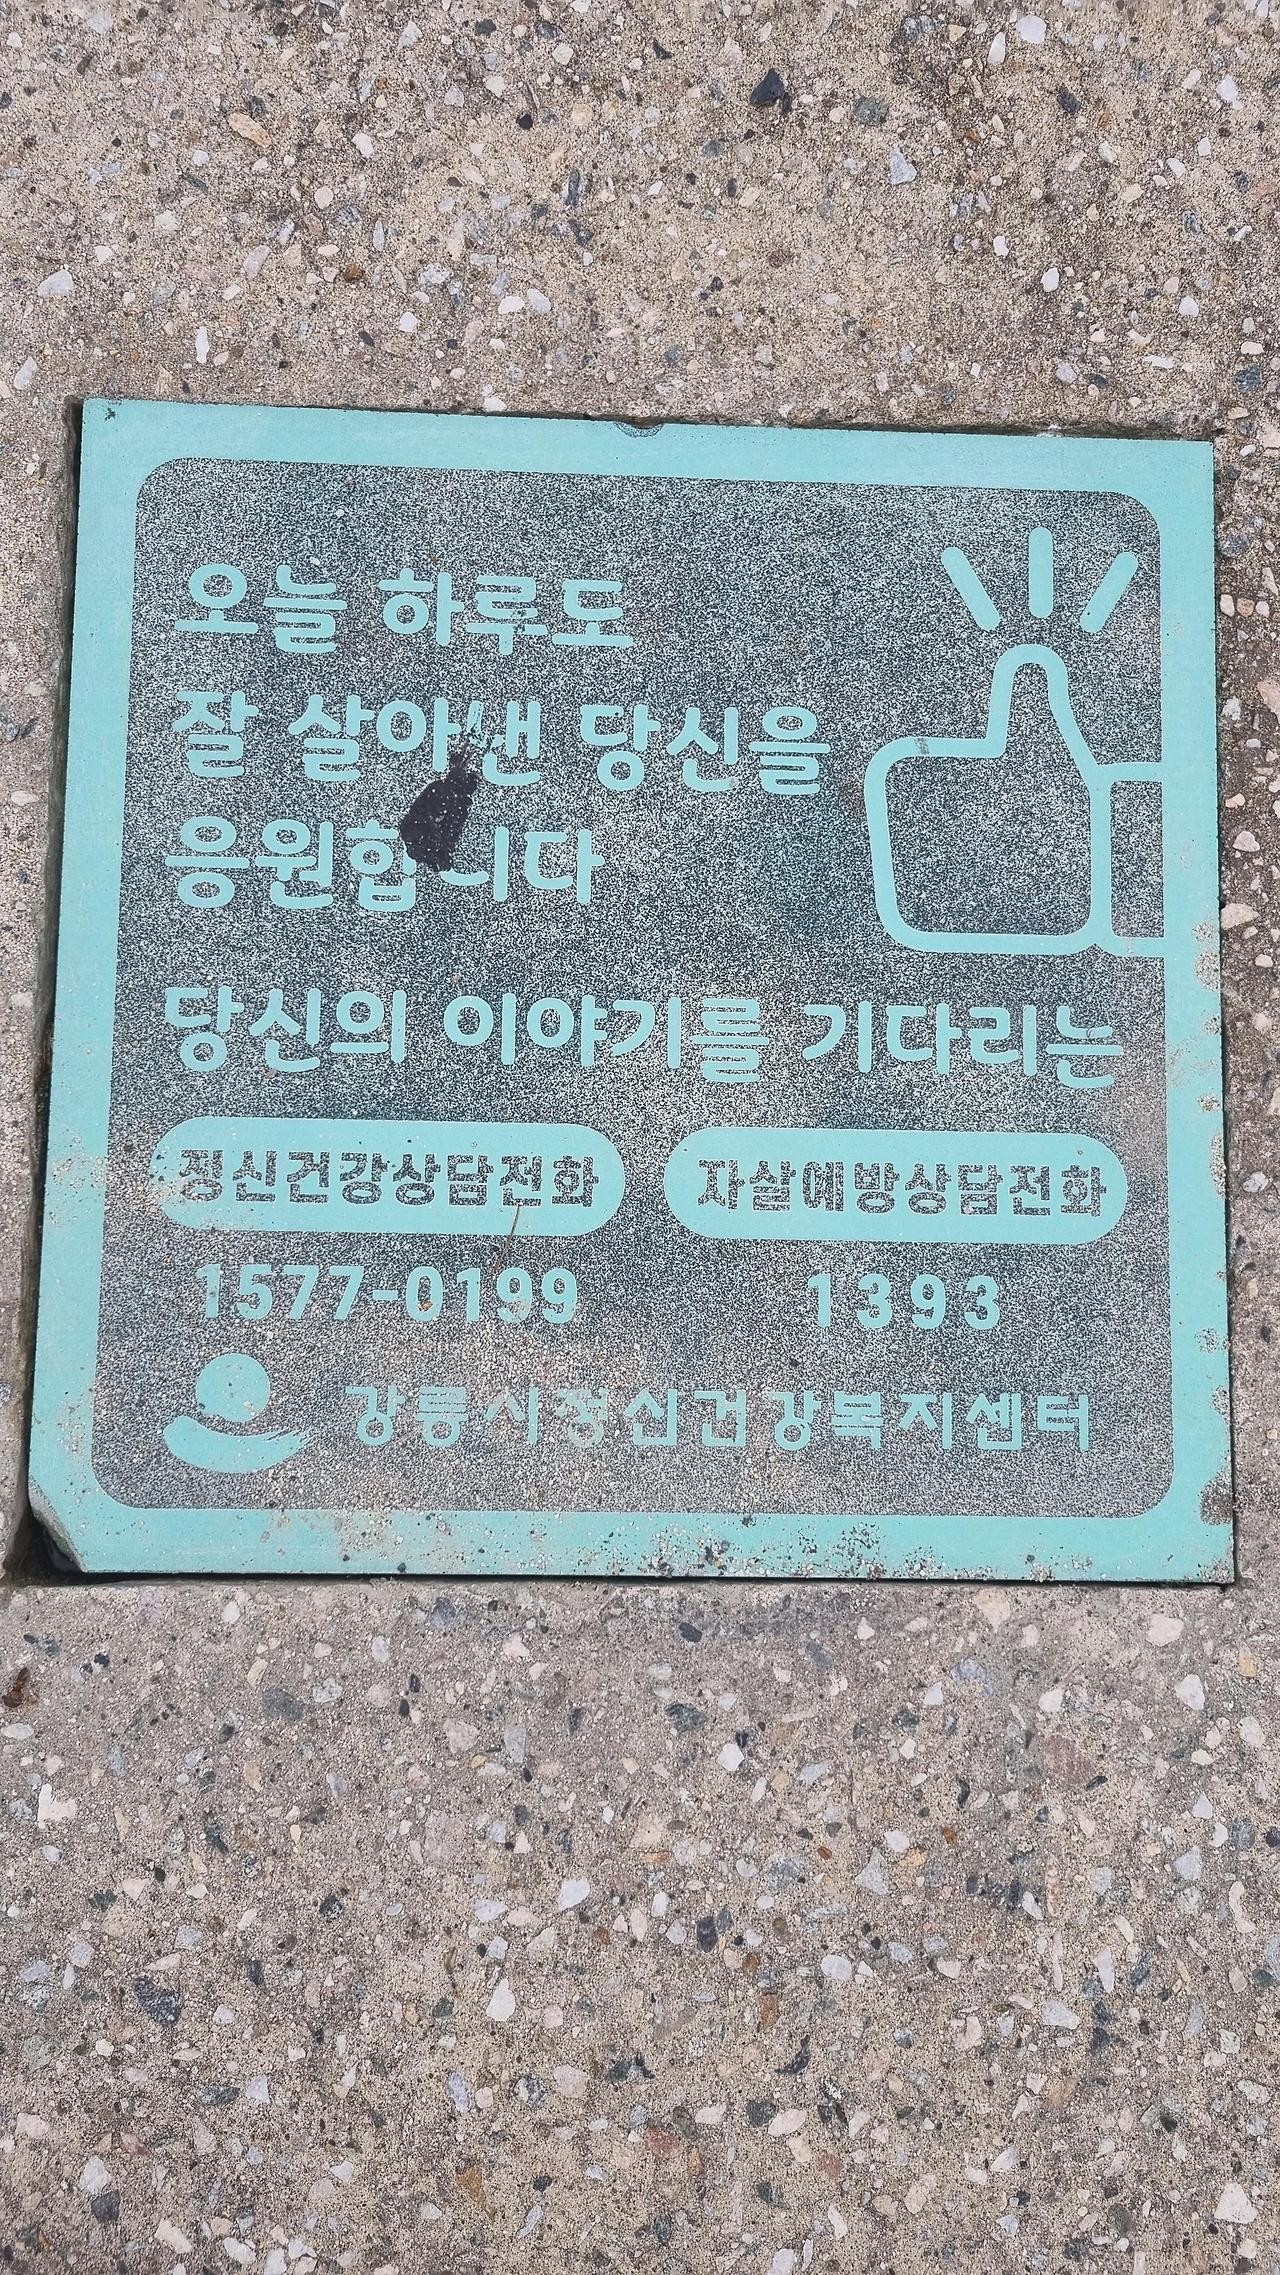 오늘 하루도
잘 살아낸 당신을
응원합니다
당신의 이야기를 기다리는
정신건강상담전화 자살예방상담전화
1577-0199 1393
강릉시정신건강복지센터